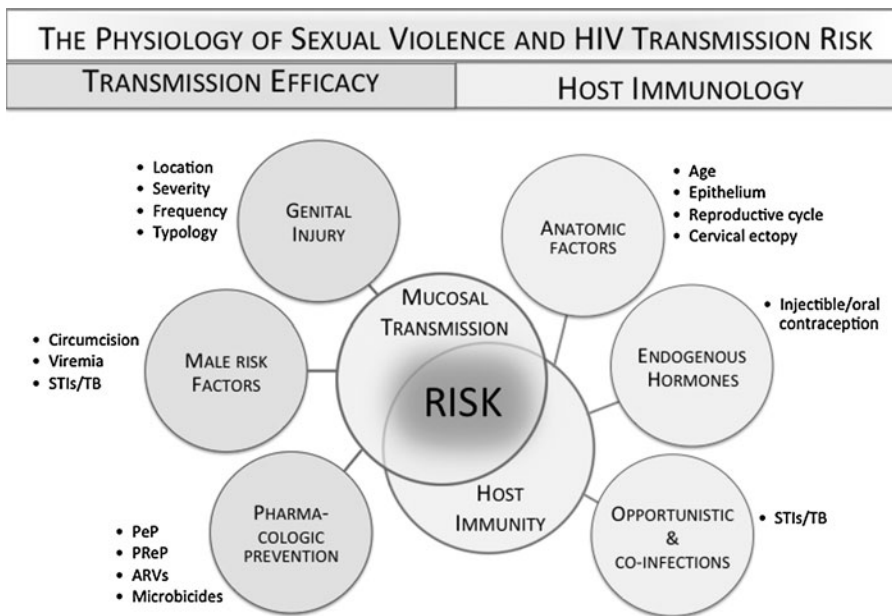 THE PHYSIOLOGY OF SEXUAL VIOLENCE AND HIV TRANSMISSION RISK
TRANSMISSION EFFICACY
HOST IMMUNOLOGY
• Location
• Severity
• Frequency
• Typology
GENITAL
INJURY
ANATOMIC
FACTORS
• Age
• Epithelium
• Reproductive cycle
• Cervical ectopy
• Circumcision
• Viremia
• STIs/TB
MALE RISK
FACTORS
MUCOSAL
TRANSMISSION
RISK
HOST
IMMUNITY
ENDOGENOUS
HORMONES
• Injectible/oral
contraception
• PeP
• PReP
• ARVs
• Microbicides
PHARMA-
COLOGIC
PREVENTION
OPPORTUNISTIC
&
CO-INFECTIONS
• STIs/TB